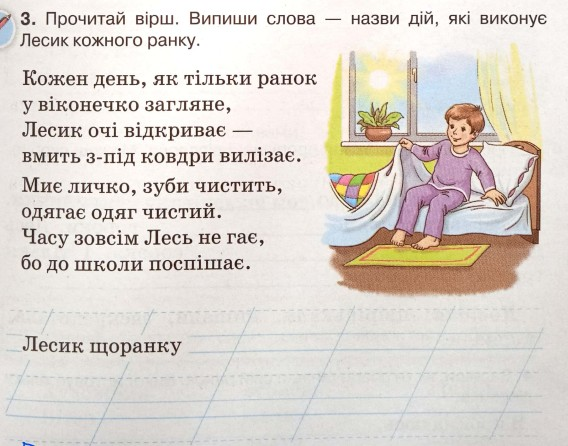 3. Прочитай вірш. Випиши слова — назви дій, які виконує
Лесик кожного ранку.
Кожен день, як тільки ранок
у віконечко загляне,
Лесик очі відкриває —
вмить з-під ковдри вилізає.
Миє личко, зуби чистить,
одягає одяг чистий.
Часу зовсім Лесь не гає,
бо до школи поспішає.
Лесик щоранку